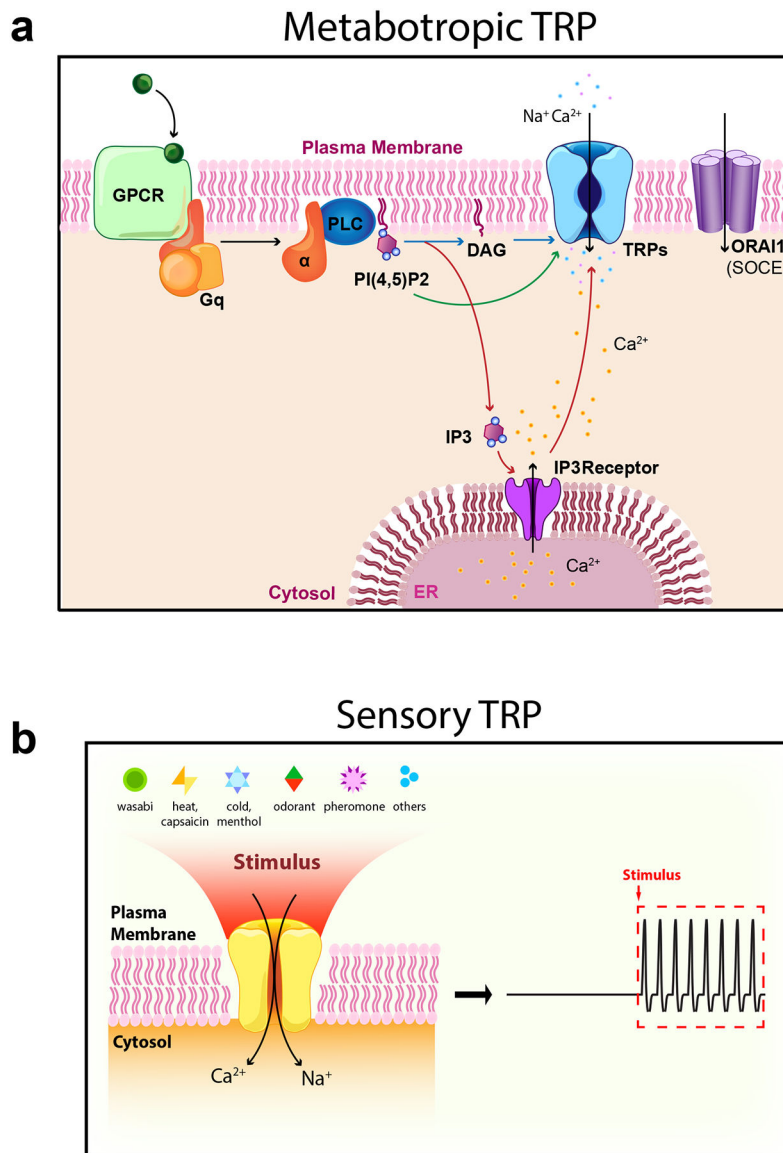 a
Metabotropic TRP
Na⁺ Ca²⁺
Plasma Membrane
GPCR
PLC
α
Gq
PI(4,5)P2
DAG
TRPs
ORAI1
(SOCE
Ca²⁺
IP3
IP3Receptor
Ca²⁺
Cytosol
ER
b
Sensory TRP
wasabi
heat,
capsaicin
cold,
menthol
odorant
pheromone
others
Stimulus
Plasma
Membrane
Cytosol
Ca²⁺
Na⁺
Stimulus